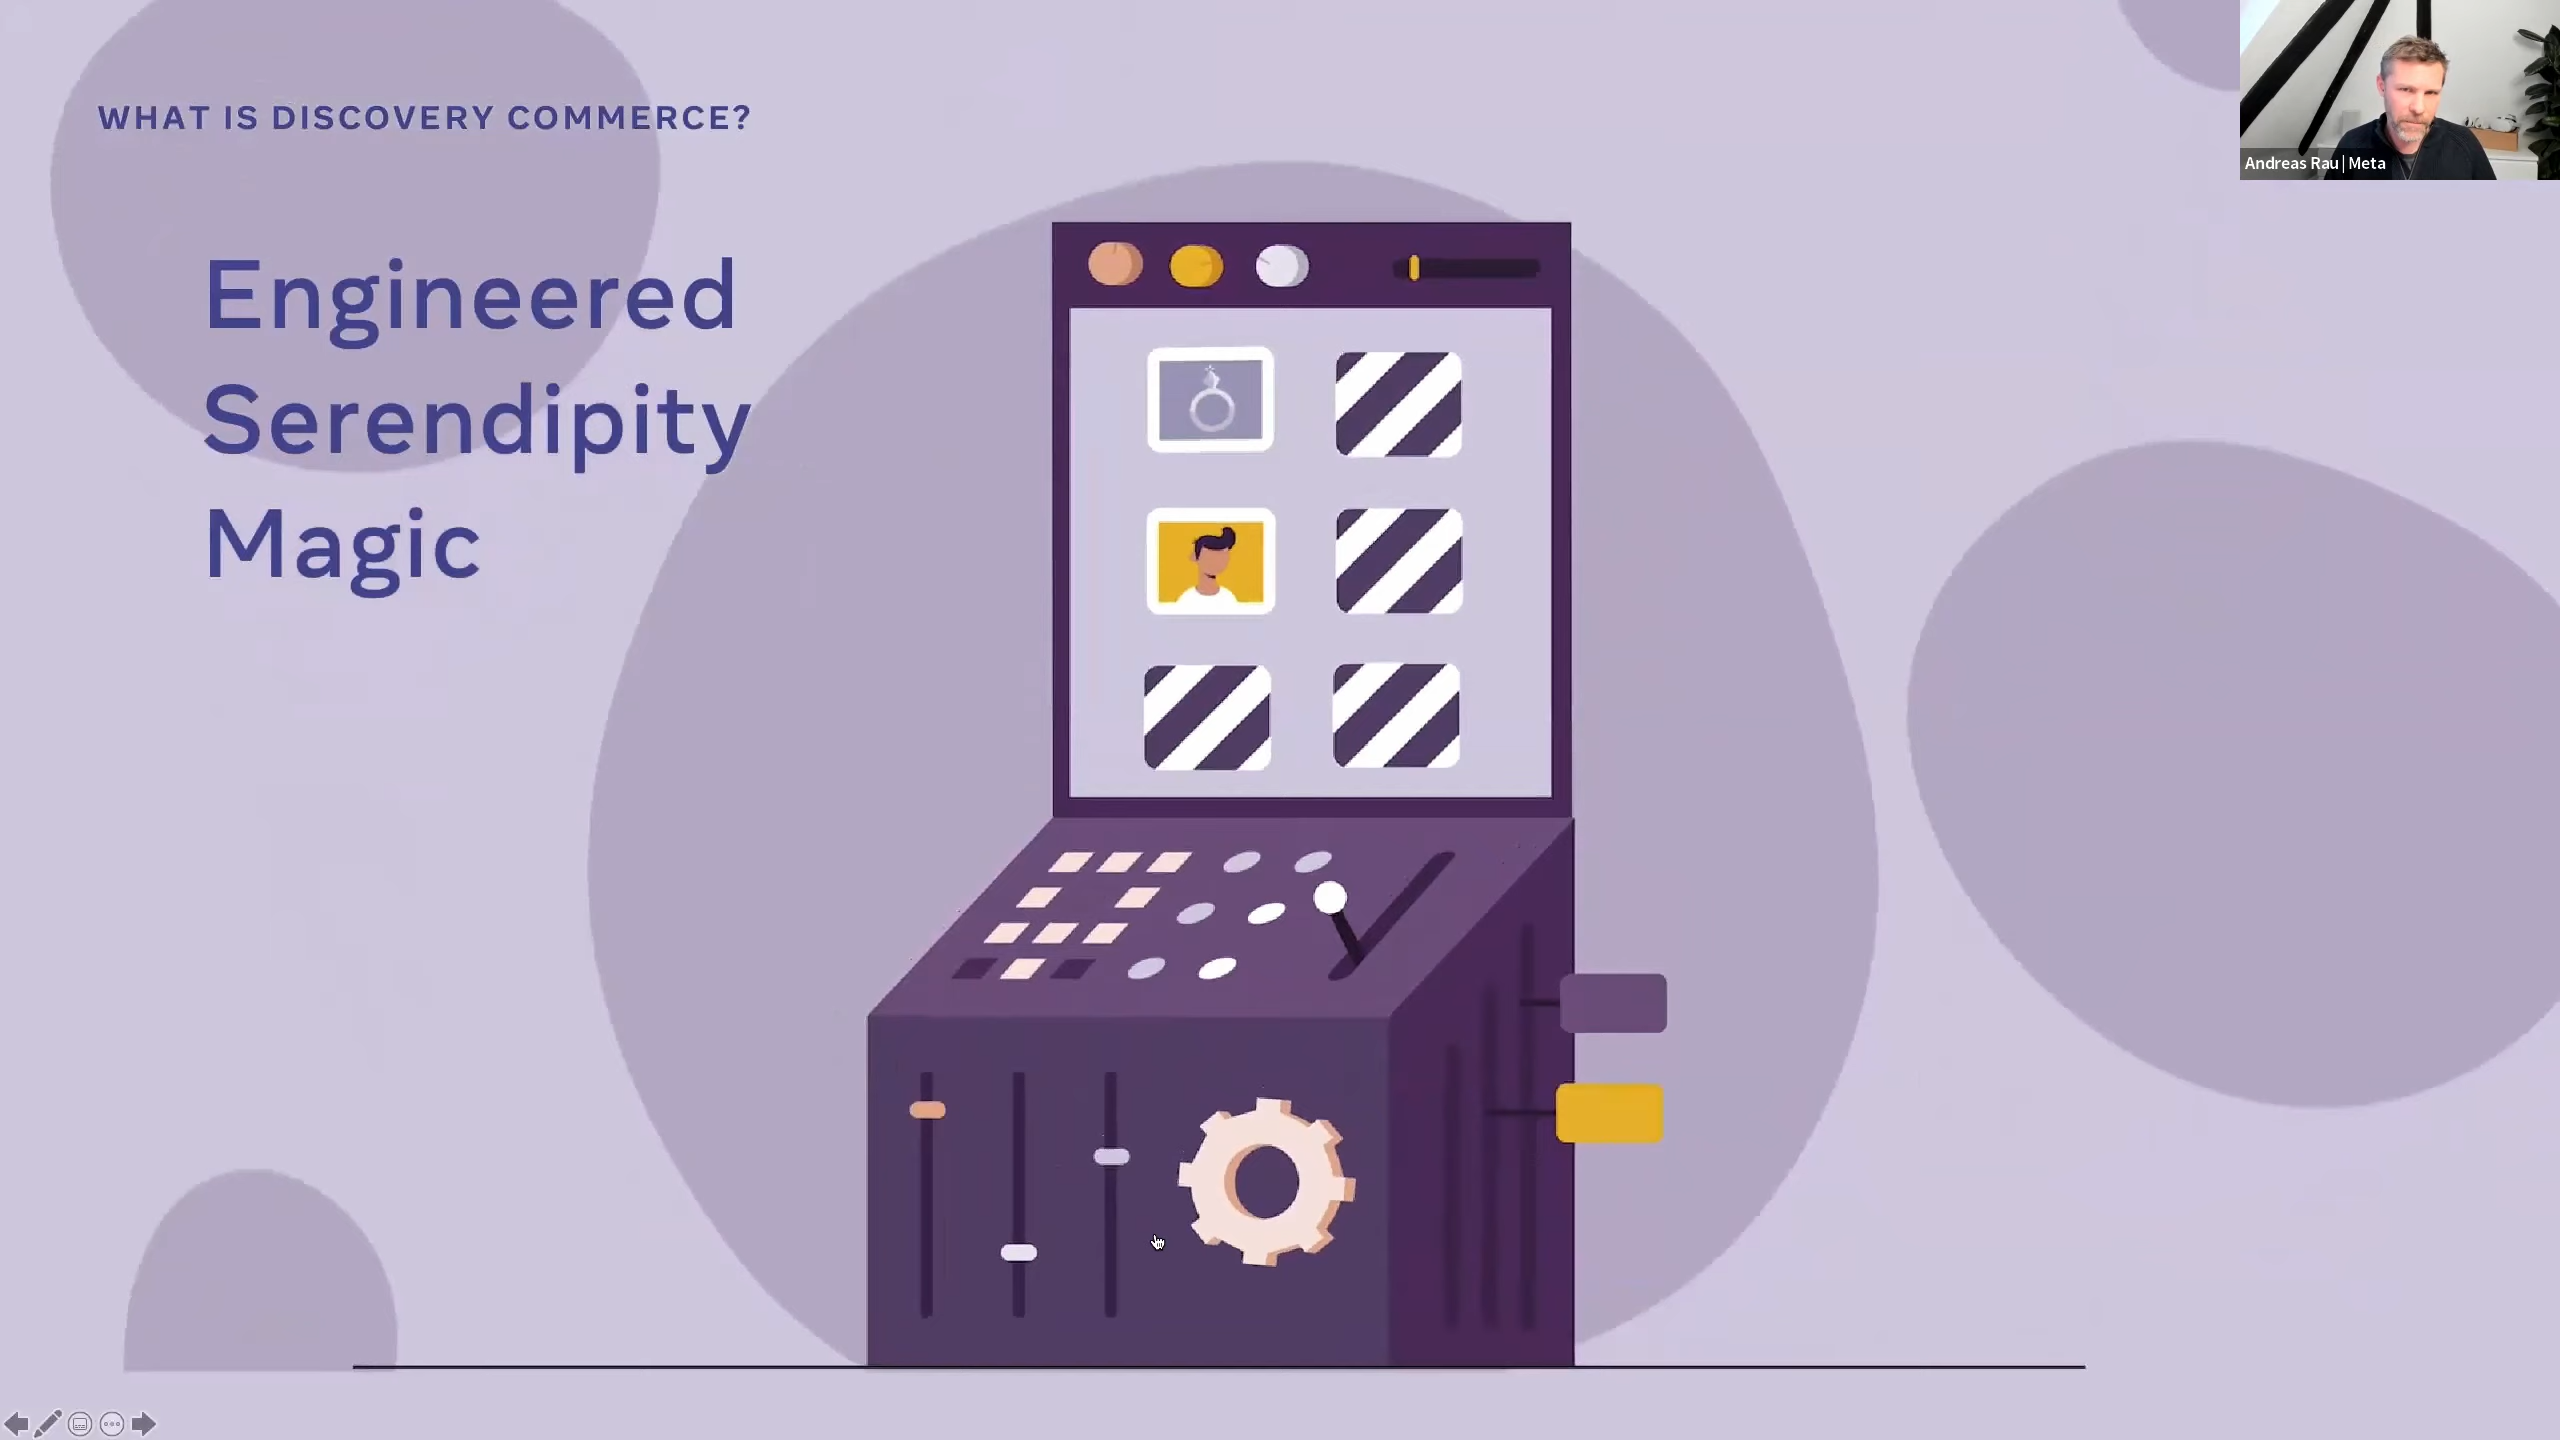 WHAT IS DISCOVERY COMMERCE?
Engineered
Serendipity
Magic
Andreas Rau | Meta